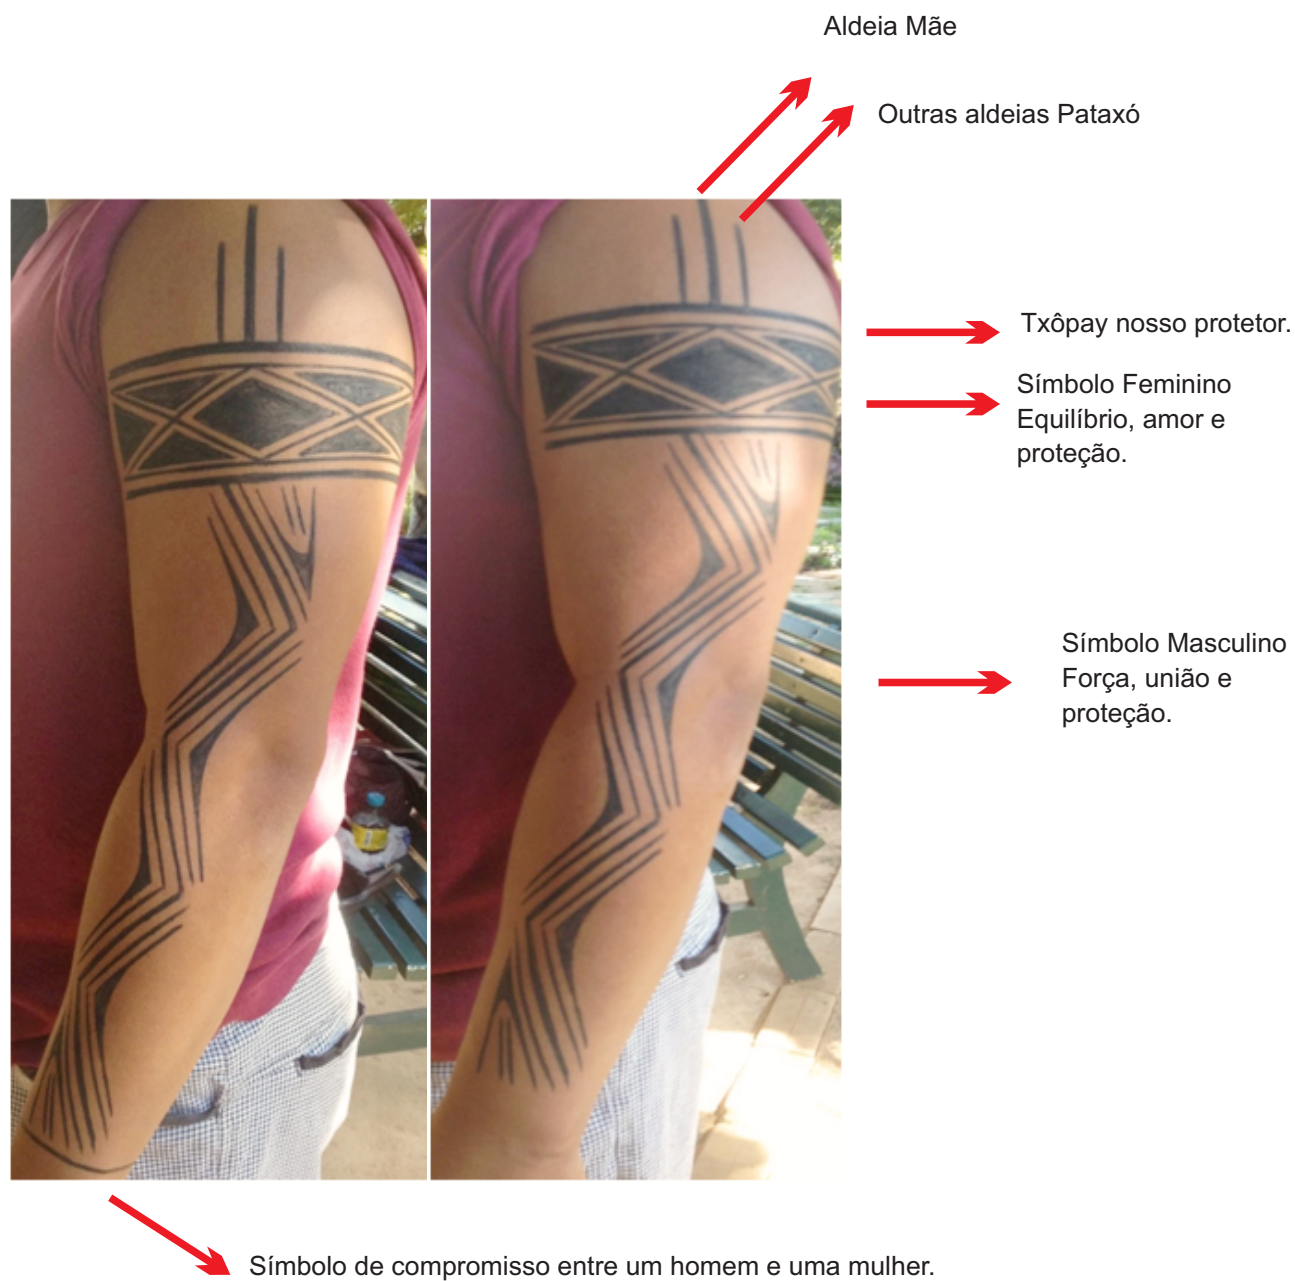 Aldeia Mãe
Outras aldeias Pataxó
Txôpay nosso protetor.
Símbolo Feminino
Equilíbrio, amor e
proteção.
Símbolo Masculino
Força, união e
proteção.
Símbolo de compromisso entre um homem e uma mulher.